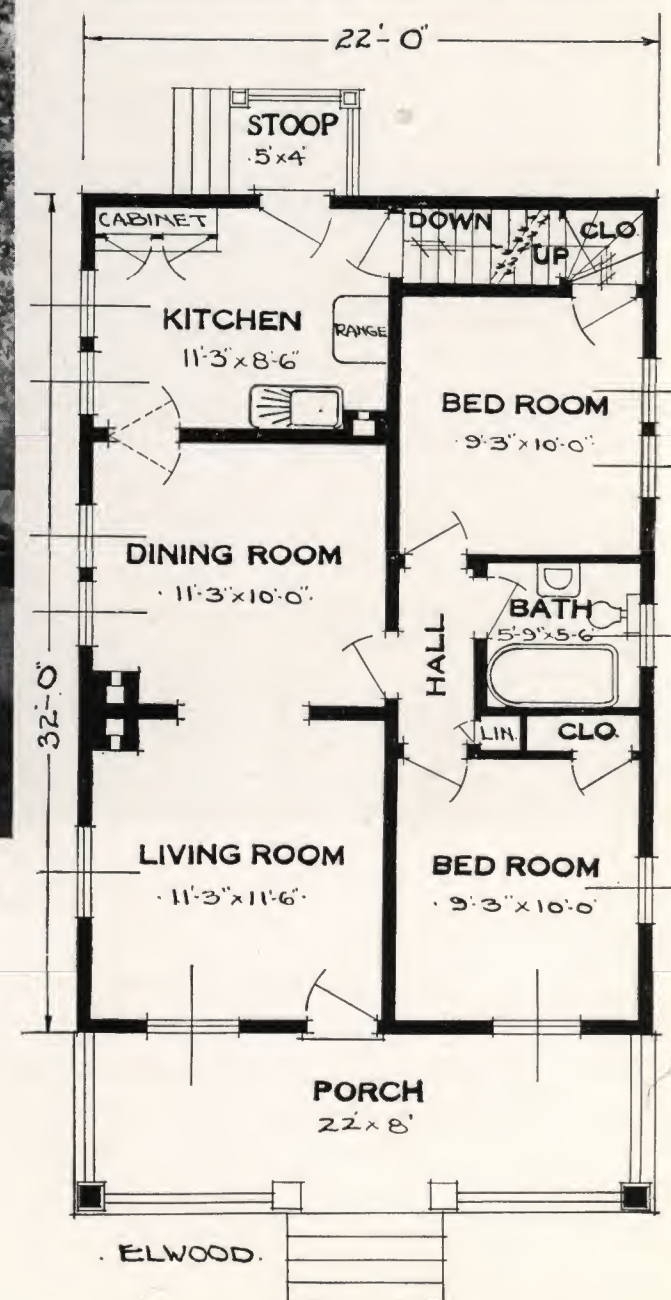 22'-0"
STOOP
5'x4'
CABINET
DOWN
UP
CLO.
KITCHEN
11'-3"x8'-6"
RANGE
BED ROOM
9'-3"x10'-0"
DINING ROOM
11'-3"x10'-0"
HALL
BATH
5'-9"x5'-6"
32'-0"
LIN.
CLO.
LIVING ROOM
11'-3"x11'-6"
BED ROOM
9'-3"x10'-0
PORCH
22'x8'
. ELWOOD.